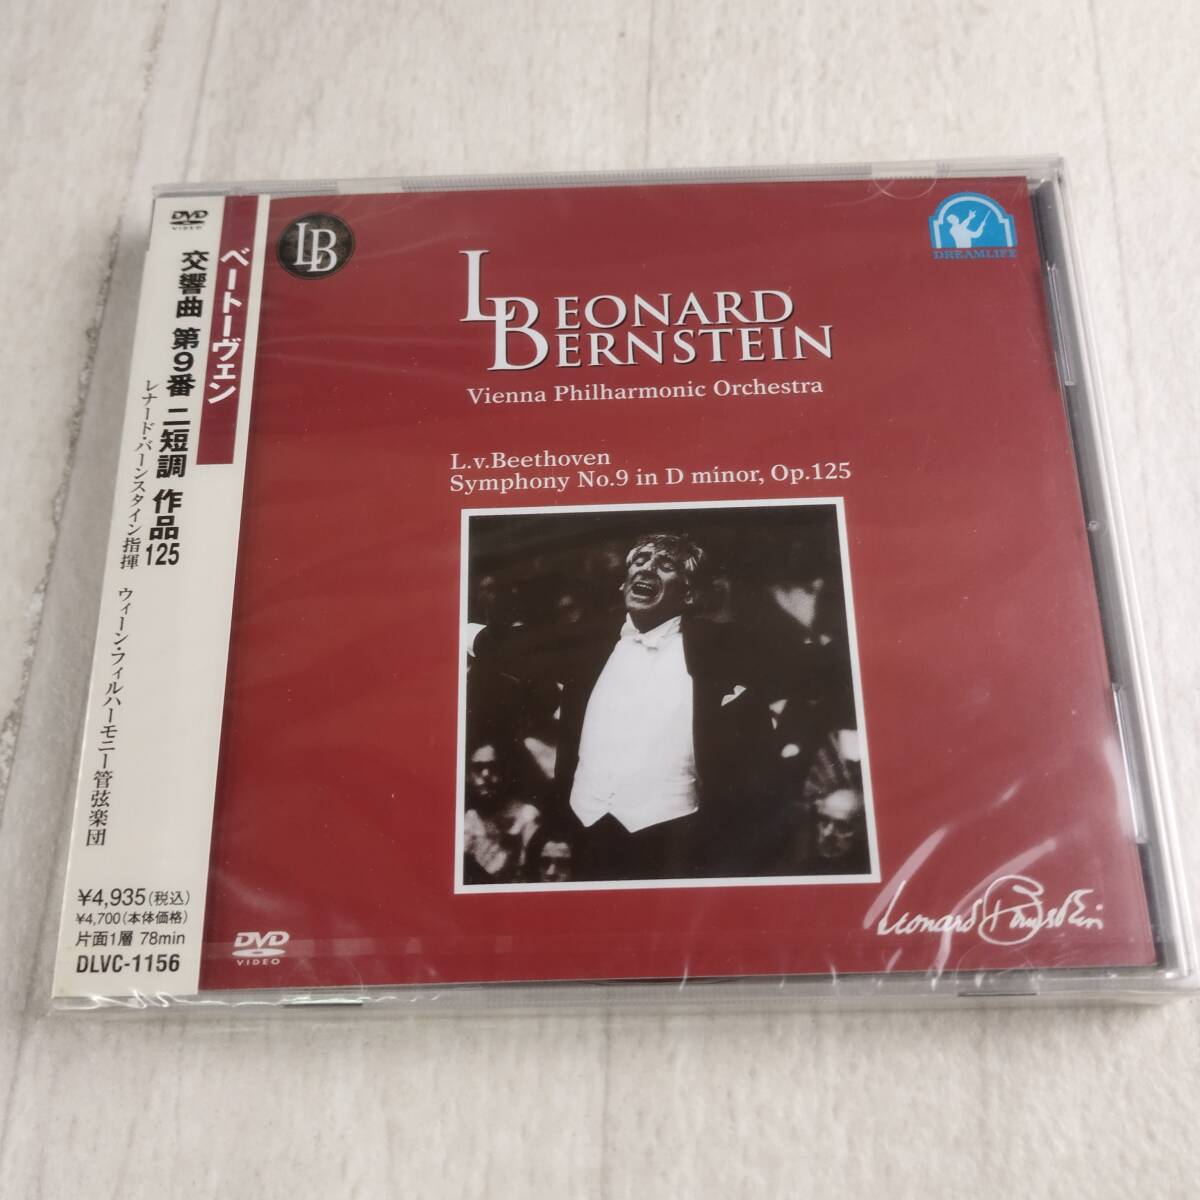 DVD
VIDEO
ベートーヴェン
交響曲 第9番 ニ短調 作品125
レナード・バーンスタイン指揮 ウィーン・フィルハーモニー管弦楽団
¥4,935(税込)
¥4,700(本体価格)
片面1層 78min
DLVC-1156
LB
DREAMLIFE
LEONARD
BERNSTEIN
Vienna Philharmonic Orchestra
L.v.Beethoven
Symphony No.9 in D minor, Op.125
Leonard Bernstein
DVD
VIDEO